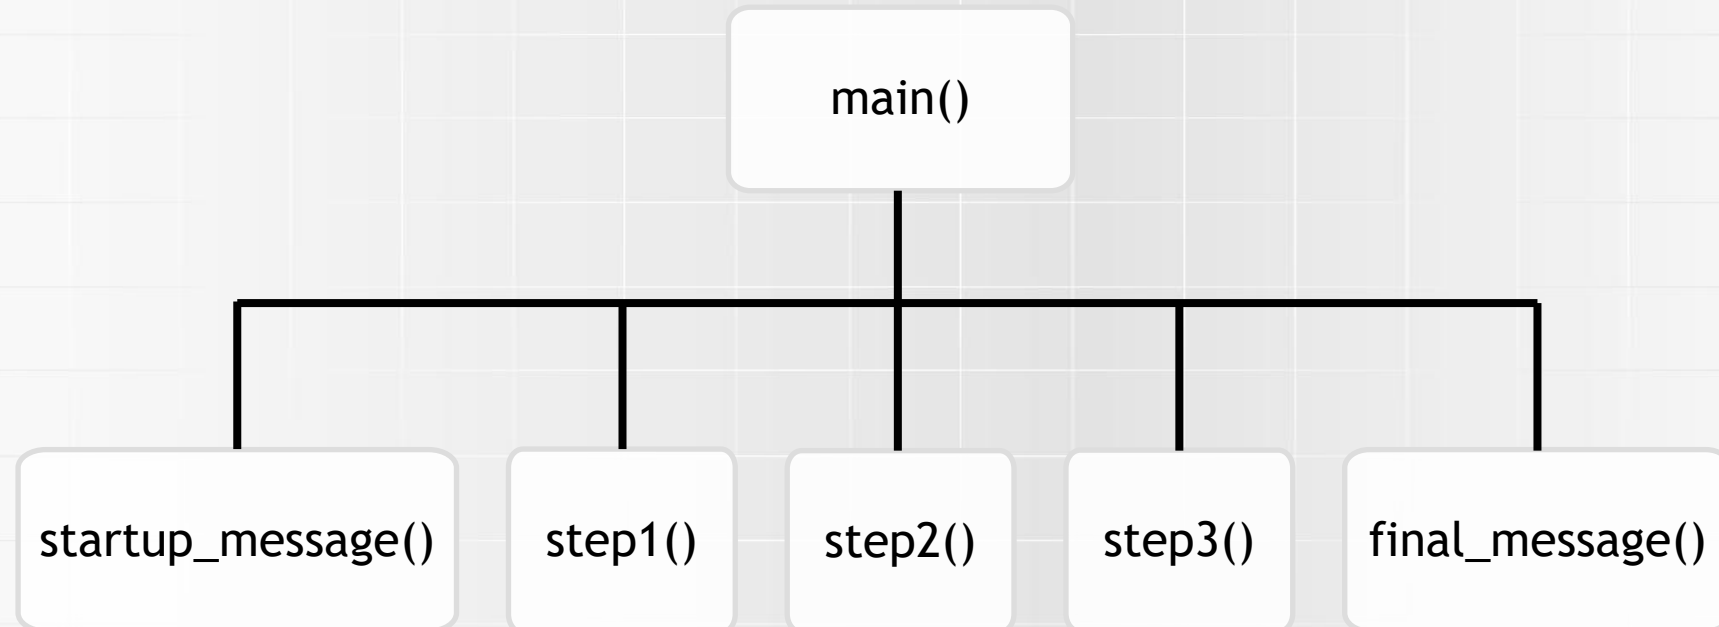 main()
startup_message()
step1()
step2()
step3()
final_message()